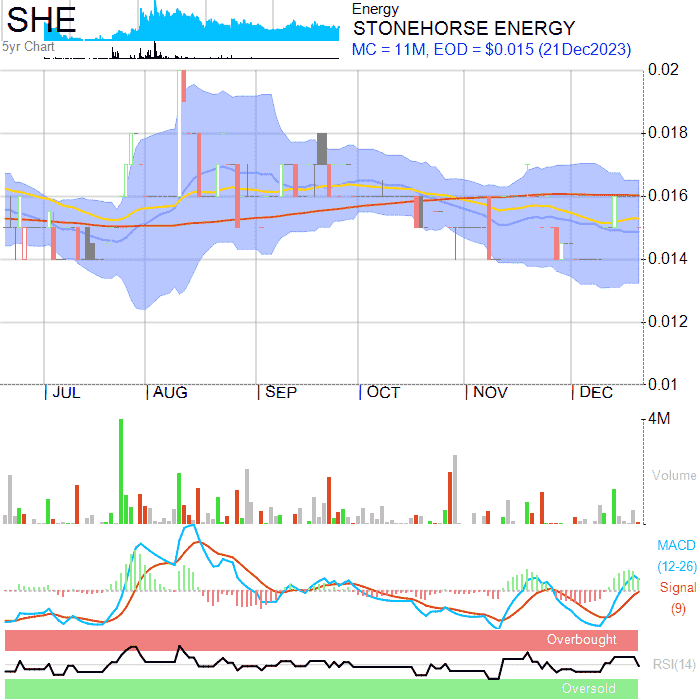 SHE
5yr Chart
Energy
STONEHORSE ENERGY
MC = 11M, EOD = $0.015 (21Dec2023)
0.02
0.018
0.016
0.014
0.012
0.01
JUL AUG SEP OCT NOV DEC
4M
Volume
MACD
(12-26)
Signal
(9)
Overbought
RSI(14)
Oversold